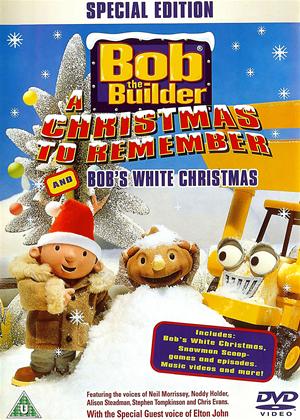 SPECIAL EDITION
Bob
the
Builder
A
CHRISTMAS
TO REMEMBER
AND
BOB'S WHITE CHRISTMAS
Includes:
Bob's White Christmas,
Snowman Scoop-
games and episodes.
Music videos and more!
Featuring the voices of Neil Morrissey, Noddy Holder,
Alison Steadman, Stephen Tompkinson and Chris Evans.
With the Special Guest voice of Elton John
U
DVD
VIDEO